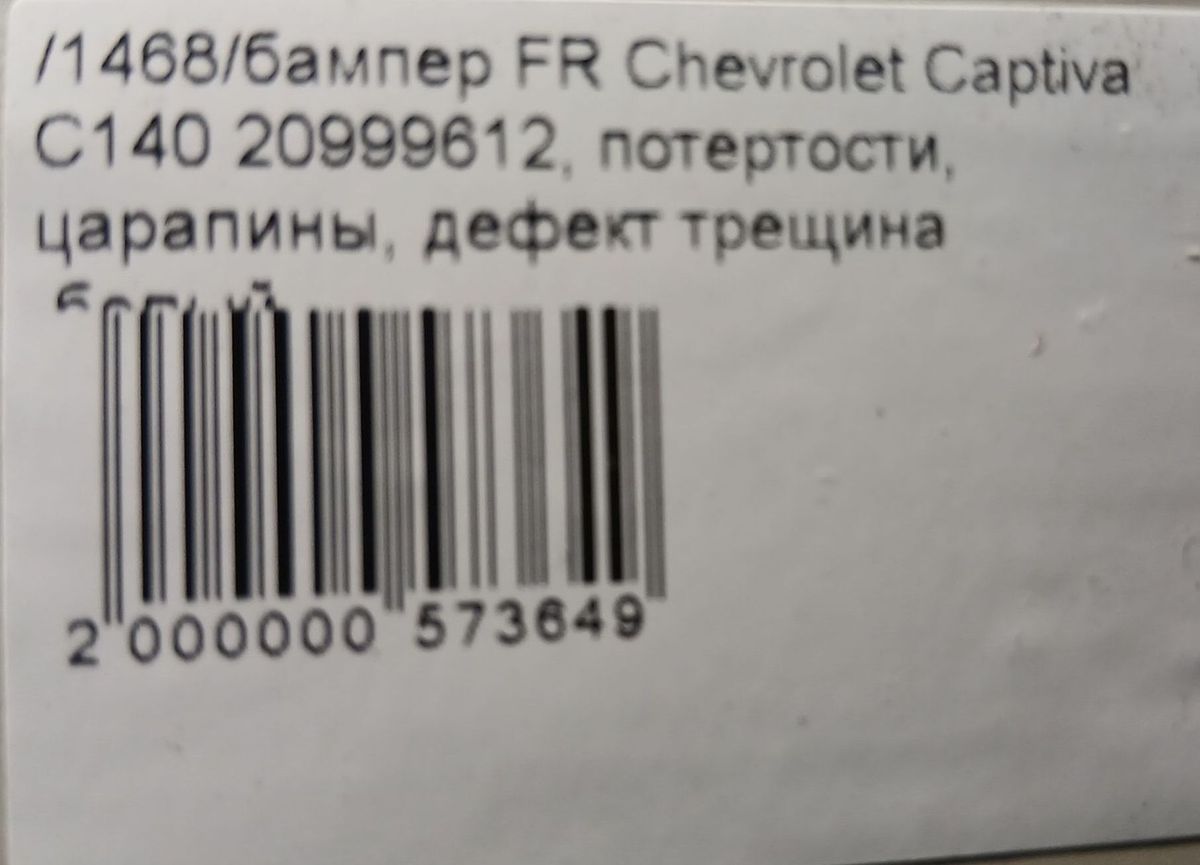 /1468/бампер FR Chevrolet Captiva
C140 20999612, потертости,
царапины, дефект трещина
2 000000 573649